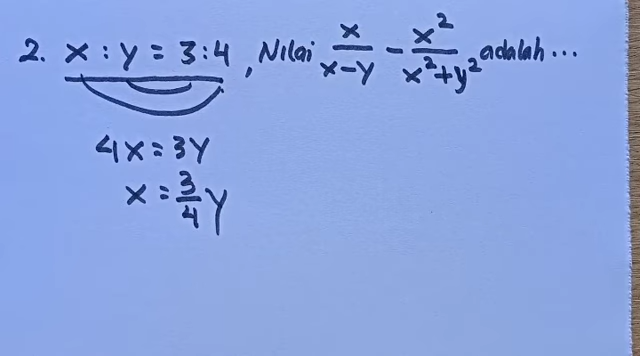 2. x : y = 3 : 4, Nilai x/(x-y) - x²/(x²+y²) adalah ...
4x = 3y
x = 3/4 y